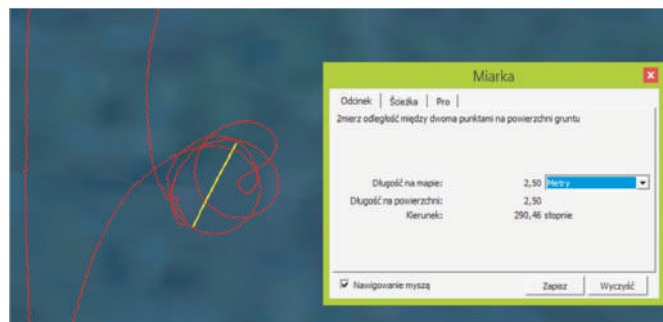 Miarka
Odcinek Ścieżka Pro
Zmierz odległość między dwoma punktami na powierzchni gruntu
Długość na mapie: 2,50 Metry
Długość na powierzchni: 2,50
Kierunek: 290,46 stopnie
Nawigowanie myszą Zapisz Wyczyść